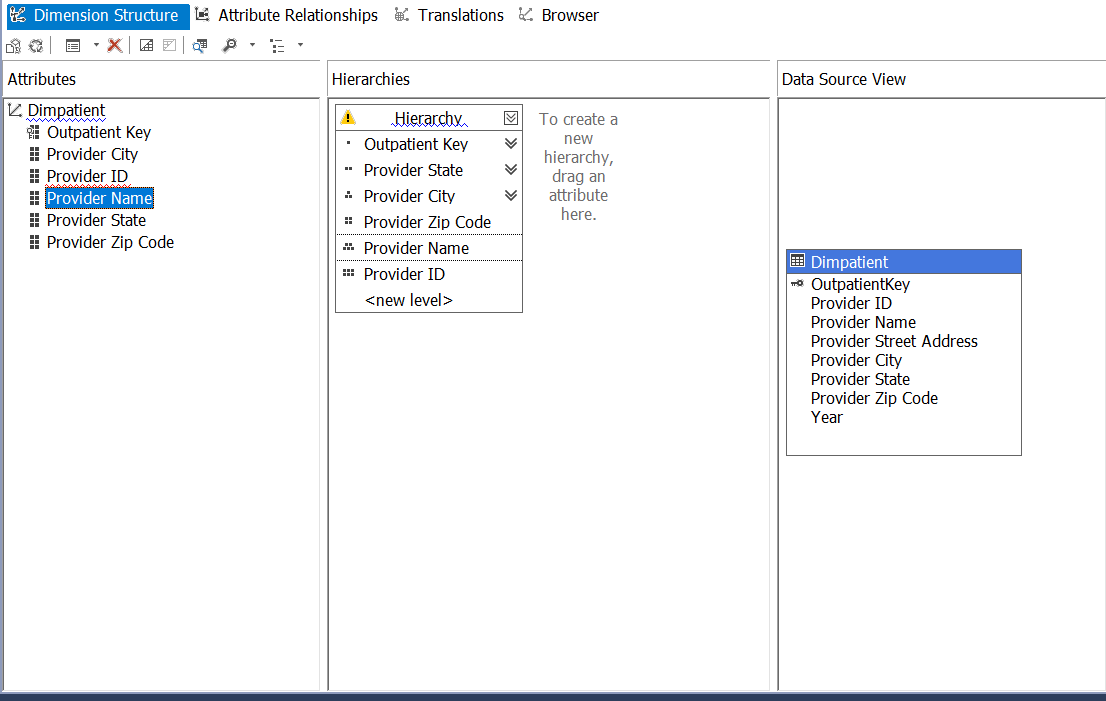 Dimension Structure Attribute Relationships Translations Browser
Attributes
Dimpatient
Outpatient Key
Provider City
Provider ID
Provider Name
Provider State
Provider Zip Code
Hierarchies
Hierarchy
Outpatient Key
Provider State
Provider City
Provider Zip Code
Provider Name
Provider ID
<new level>
To create a
new
hierarchy,
drag an
attribute
here.
Data Source View
Dimpatient
OutpatientKey
Provider ID
Provider Name
Provider Street Address
Provider City
Provider State
Provider Zip Code
Year